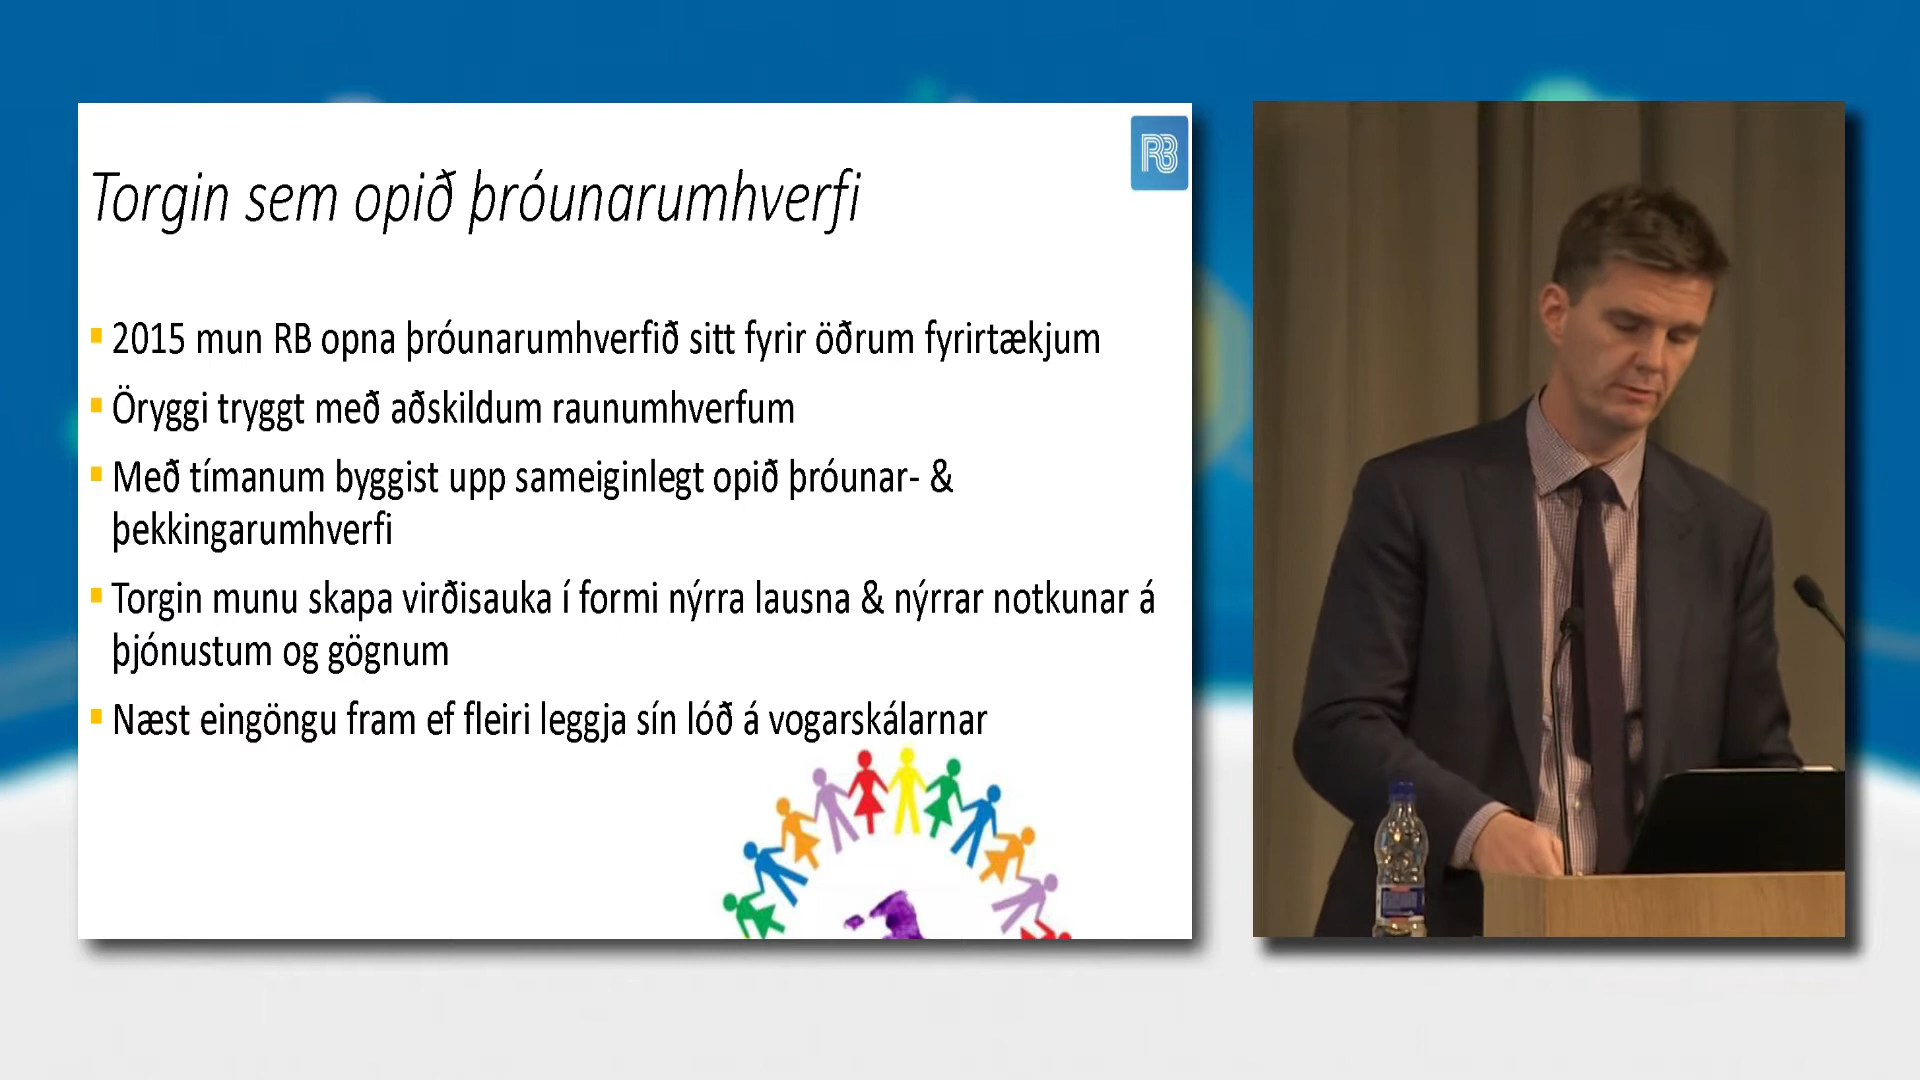 RB
Torgin sem opið þróunarumhverfi
2015 mun RB opna þróunarumhverfið sitt fyrir öðrum fyrirtækjum
Öryggi tryggt með aðskildum raunumhverfum
Með tímanum byggist upp sameiginlegt opið þróunar- &
þekkingarumhverfi
Torgin munu skapa virðisauka í formi nýrra lausna & nýrrar notkunar á
þjónustum og gögnum
Næst eingöngu fram ef fleiri leggja sín lóð á vogarskálarnar